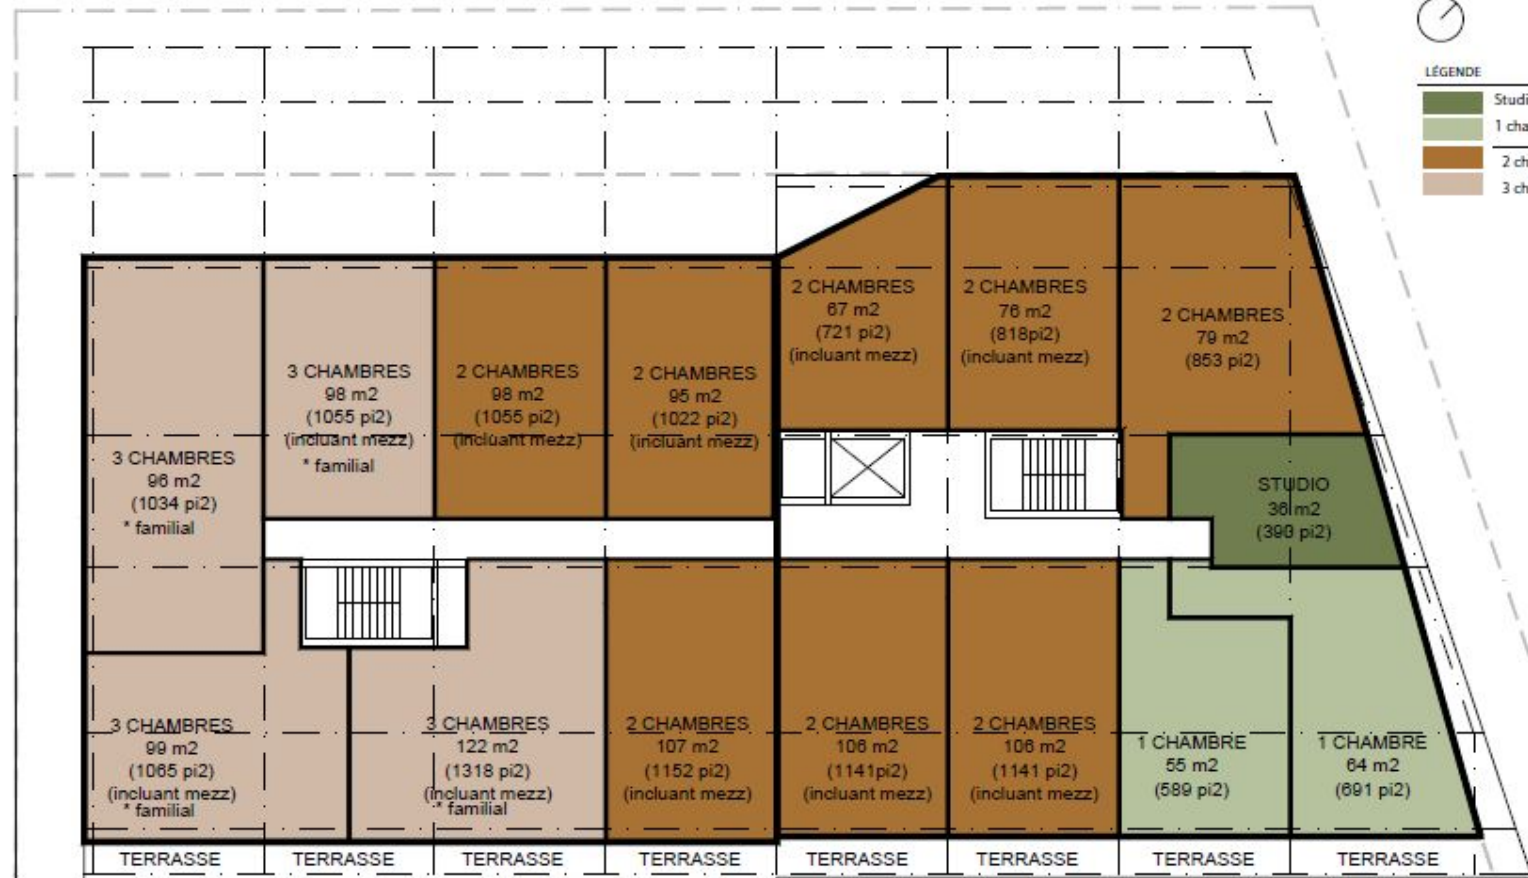 LÉGENDE
Studi
1 cha
2 ch
3 ch
3 CHAMBRES
96 m2
(1034 pi2)
* familial
3 CHAMBRES
98 m2
(1055 pi2)
(incluant mezz)
* familial
2 CHAMBRES
98 m2
(1055 pi2)
(incluant mezz)
2 CHAMBRES
95 m2
(1022 pi2)
(incluant mezz)
2 CHAMBRES
67 m2
(721 pi2)
(incluant mezz)
2 CHAMBRES
76 m2
(818pi2)
(incluant mezz)
2 CHAMBRES
79 m2
(853 pi2)
STUDIO
36 m2
(390 pi2)
3 CHAMBRES
99 m2
(1065 pi2)
(incluant mezz)
* familial
3 CHAMBRES
122 m2
(1318 pi2)
(incluant mezz)
* familial
2 CHAMBRES
107 m2
(1152 pi2)
(incluant mezz)
2 CHAMBRES
106 m2
(1141pi2)
(incluant mezz)
2 CHAMBRES
106 m2
(1141 pi2)
(incluant mezz)
1 CHAMBRE
55 m2
(589 pi2)
1 CHAMBRE
64 m2
(691 pi2)
TERRASSE
TERRASSE
TERRASSE
TERRASSE
TERRASSE
TERRASSE
TERRASSE
TERRASSE